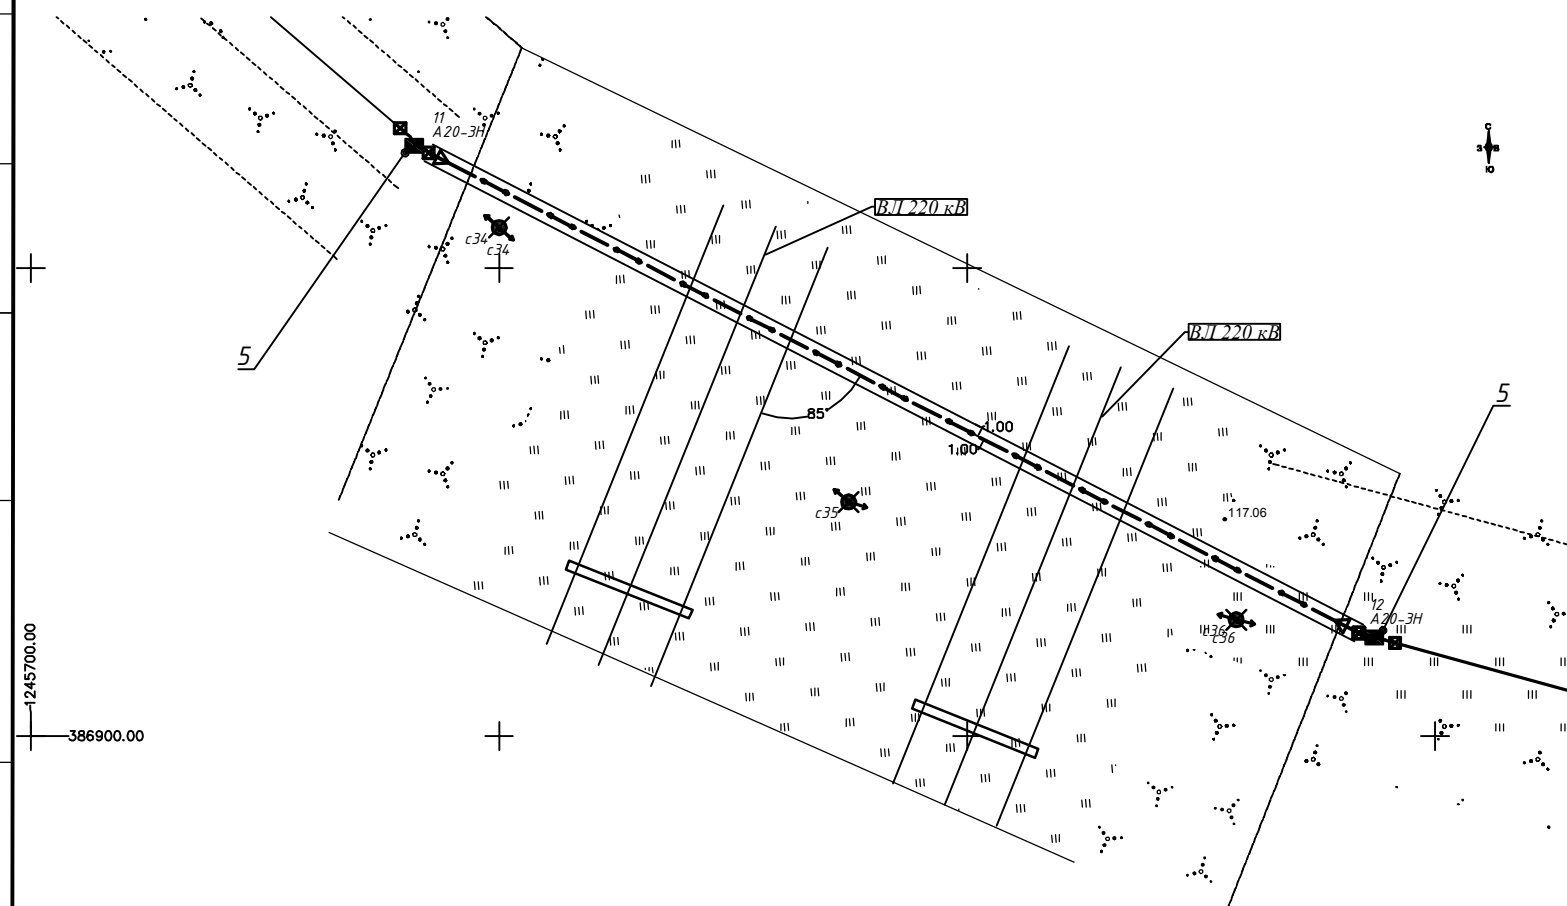 11
А20-3Н
С
З В
Ю
ВЛ 220 кВ
с34
с34
ВЛ 220 кВ
5
5
85°
1.00
1.00
с35
117.06
12
А20-3Н
с36
1245700.00
386900.00